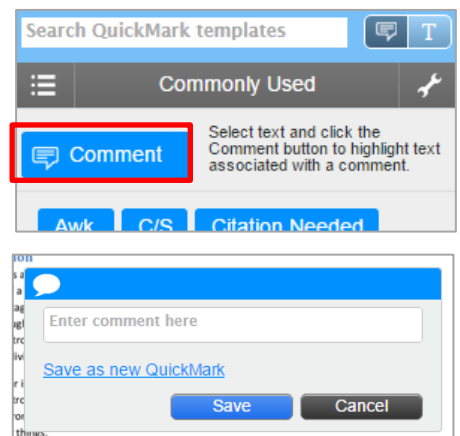 Search QuickMark templates
T
Commonly Used
Comment
Select text and click the
Comment button to highlight text
associated with a comment.
Awk C/S Citation Needed
Enter comment here
Save as new QuickMark
Save Cancel
things.